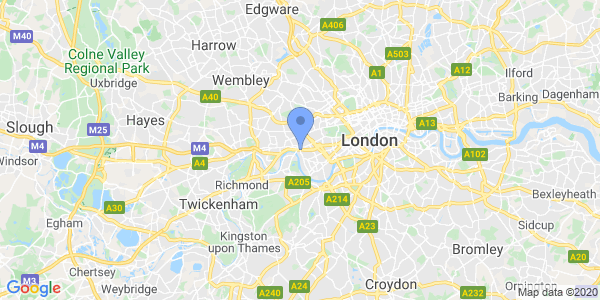 Edgware
M40
A406
Colne Valley
Regional Park
Harrow
A503
A1
A12
Ilford
Uxbridge
Wembley
Dagenham
A40
Barking
Hayes
A13
Slough
M25
London
M4
M4
Windsor
A4
A102
Richmond
A205
Bexleyheath
A30
Twickenham
A214
Egham
A23
Sidcup
Kingston
upon Thames
Bromley
A20
Chertsey
M3
Weybridge
A240
A24
Croydon
A232
Orpington
Google
Map data ©2020